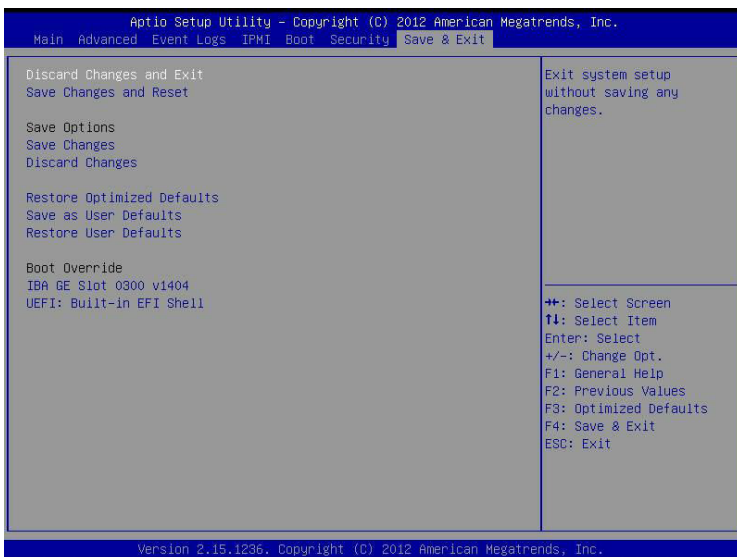 Aptio Setup Utility – Copyright (C) 2012 American Megatrends, Inc.
Main Advanced Event Logs IPMI Boot Security Save & Exit
Discard Changes and Exit
Save Changes and Reset
Save Options
Save Changes
Discard Changes
Restore Optimized Defaults
Save as User Defaults
Restore User Defaults
Boot Override
IBA GE Slot 0300 v1404
UEFI: Built-in EFI Shell
Exit system setup
without saving any
changes.
→←: Select Screen
↑↓: Select Item
Enter: Select
+/-: Change Opt.
F1: General Help
F2: Previous Values
F3: Optimized Defaults
F4: Save & Exit
ESC: Exit
Version 2.15.1236. Copyright (C) 2012 American Megatrends, Inc.